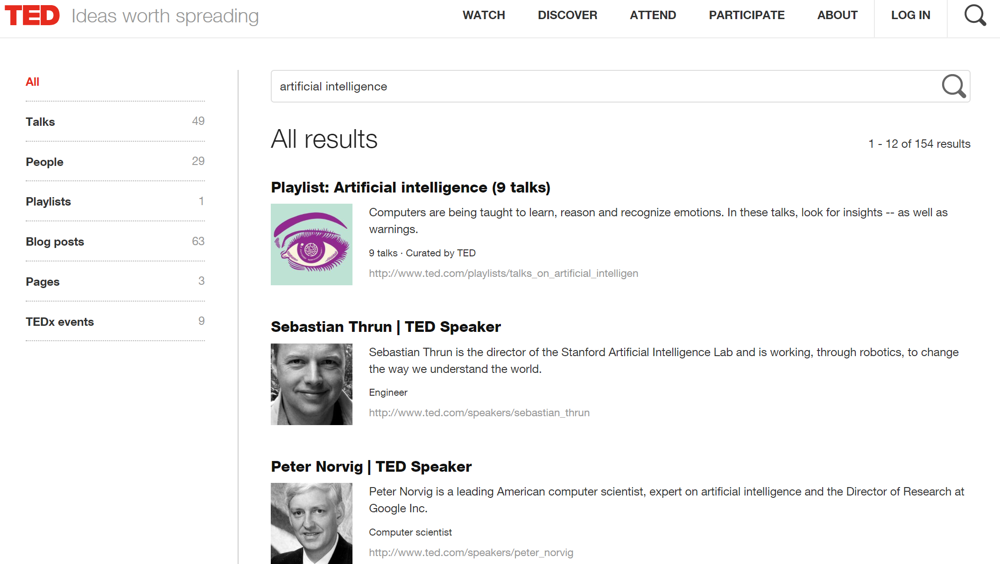 TED Ideas worth spreading
WATCH DISCOVER ATTEND PARTICIPATE ABOUT LOG IN
All
Talks 49
People 29
Playlists 1
Blog posts 63
Pages 3
TEDx events 9
artificial intelligence
All results
1 - 12 of 154 results
Playlist: Artificial intelligence (9 talks)
Computers are being taught to learn, reason and recognize emotions. In these talks, look for insights -- as well as
warnings.
9 talks · Curated by TED
http://www.ted.com/playlists/talks_on_artificial_intelligen
Sebastian Thrun | TED Speaker
Sebastian Thrun is the director of the Stanford Artificial Intelligence Lab and is working, through robotics, to change
the way we understand the world.
Engineer
http://www.ted.com/speakers/sebastian_thrun
Peter Norvig | TED Speaker
Peter Norvig is a leading American computer scientist, expert on artificial intelligence and the Director of Research at
Google Inc.
Computer scientist
http://www.ted.com/speakers/peter_norvig